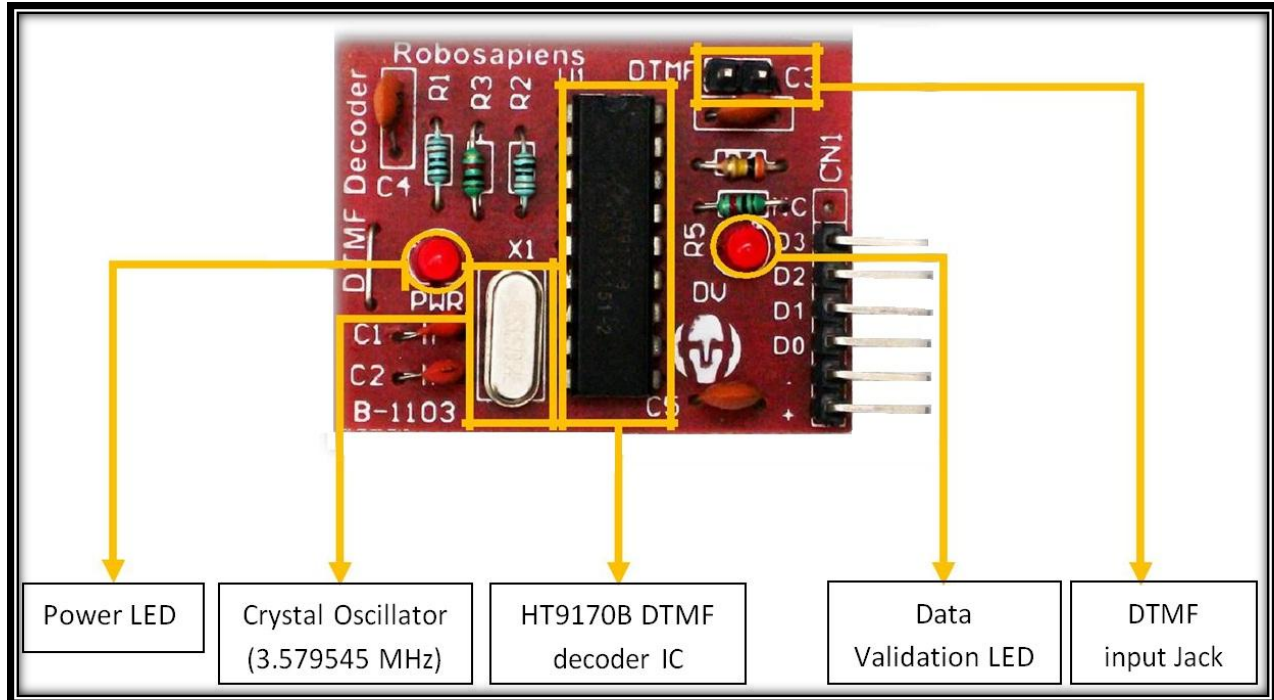 Robosapiens
DTMF Decoder
R1
R3
R2
U1
DTMF
C3
C4
CN1
R5
NC
D3
D2
D1
D0
-
+
X1
PWR
DV
C1
C2
C5
B-1103
Power LED
Crystal Oscillator
(3.579545 MHz)
HT9170B DTMF
decoder IC
Data
Validation LED
DTMF
input Jack